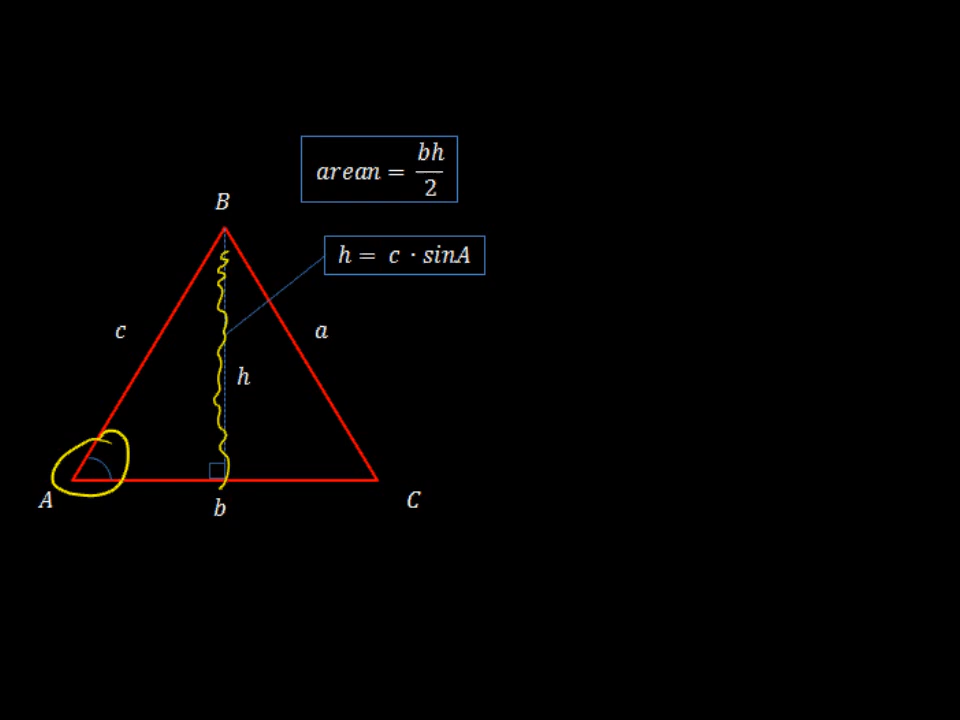 arean = bh/2
B
h = c · sinA
c
a
h
A
b
C